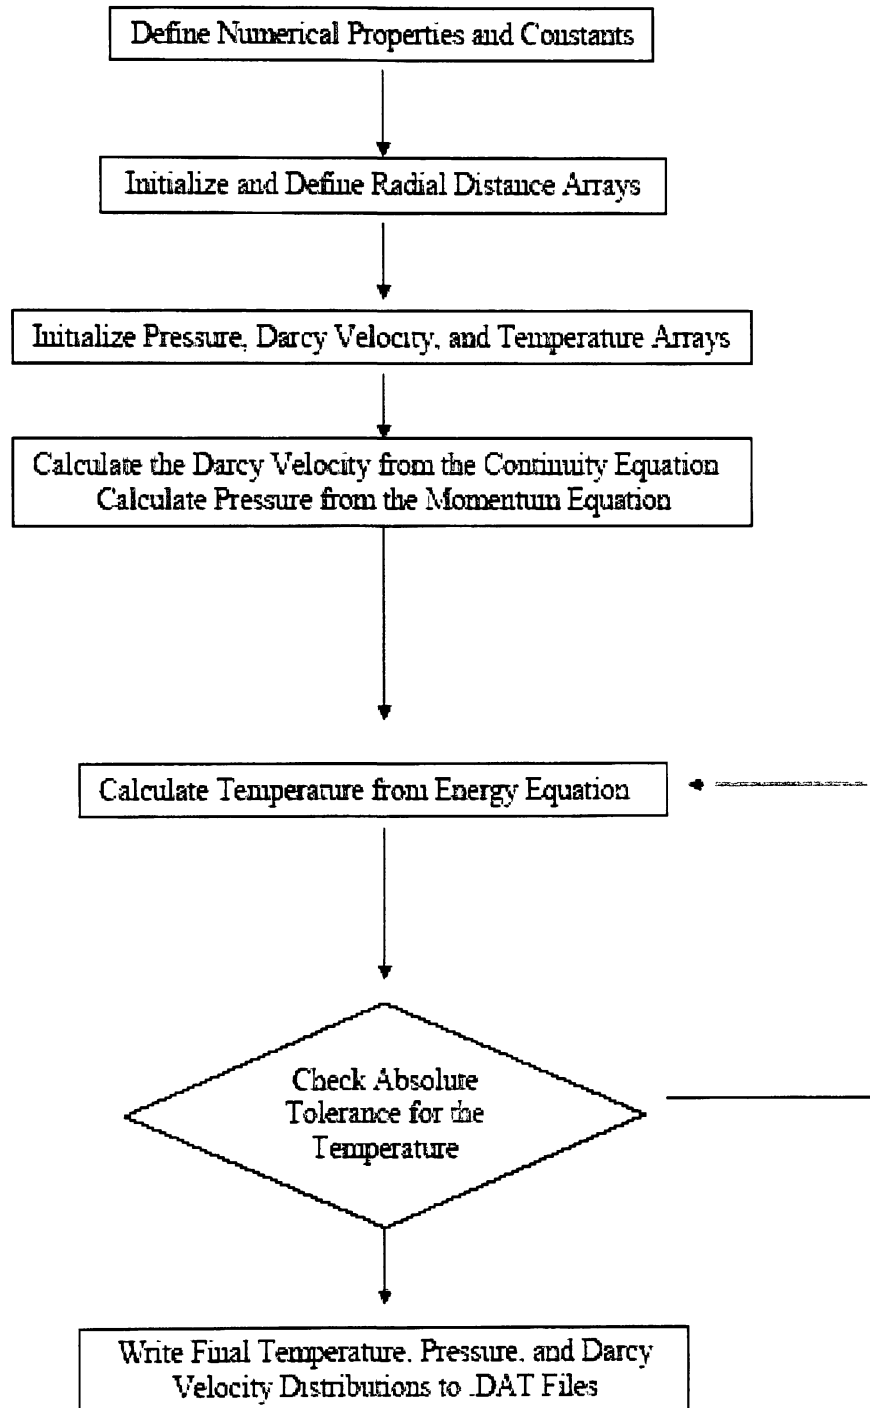 Define Numerical Properties and Constants
Initialize and Define Radial Distance Arrays
Initialize Pressure, Darcy Velocity, and Temperature Arrays
Calculate the Darcy Velocity from the Continuity Equation
Calculate Pressure from the Momentum Equation
Calculate Temperature from Energy Equation
Check Absolute
Tolerance for the
Temperature
Write Final Temperature, Pressure, and Darcy
Velocity Distributions to .DAT Files